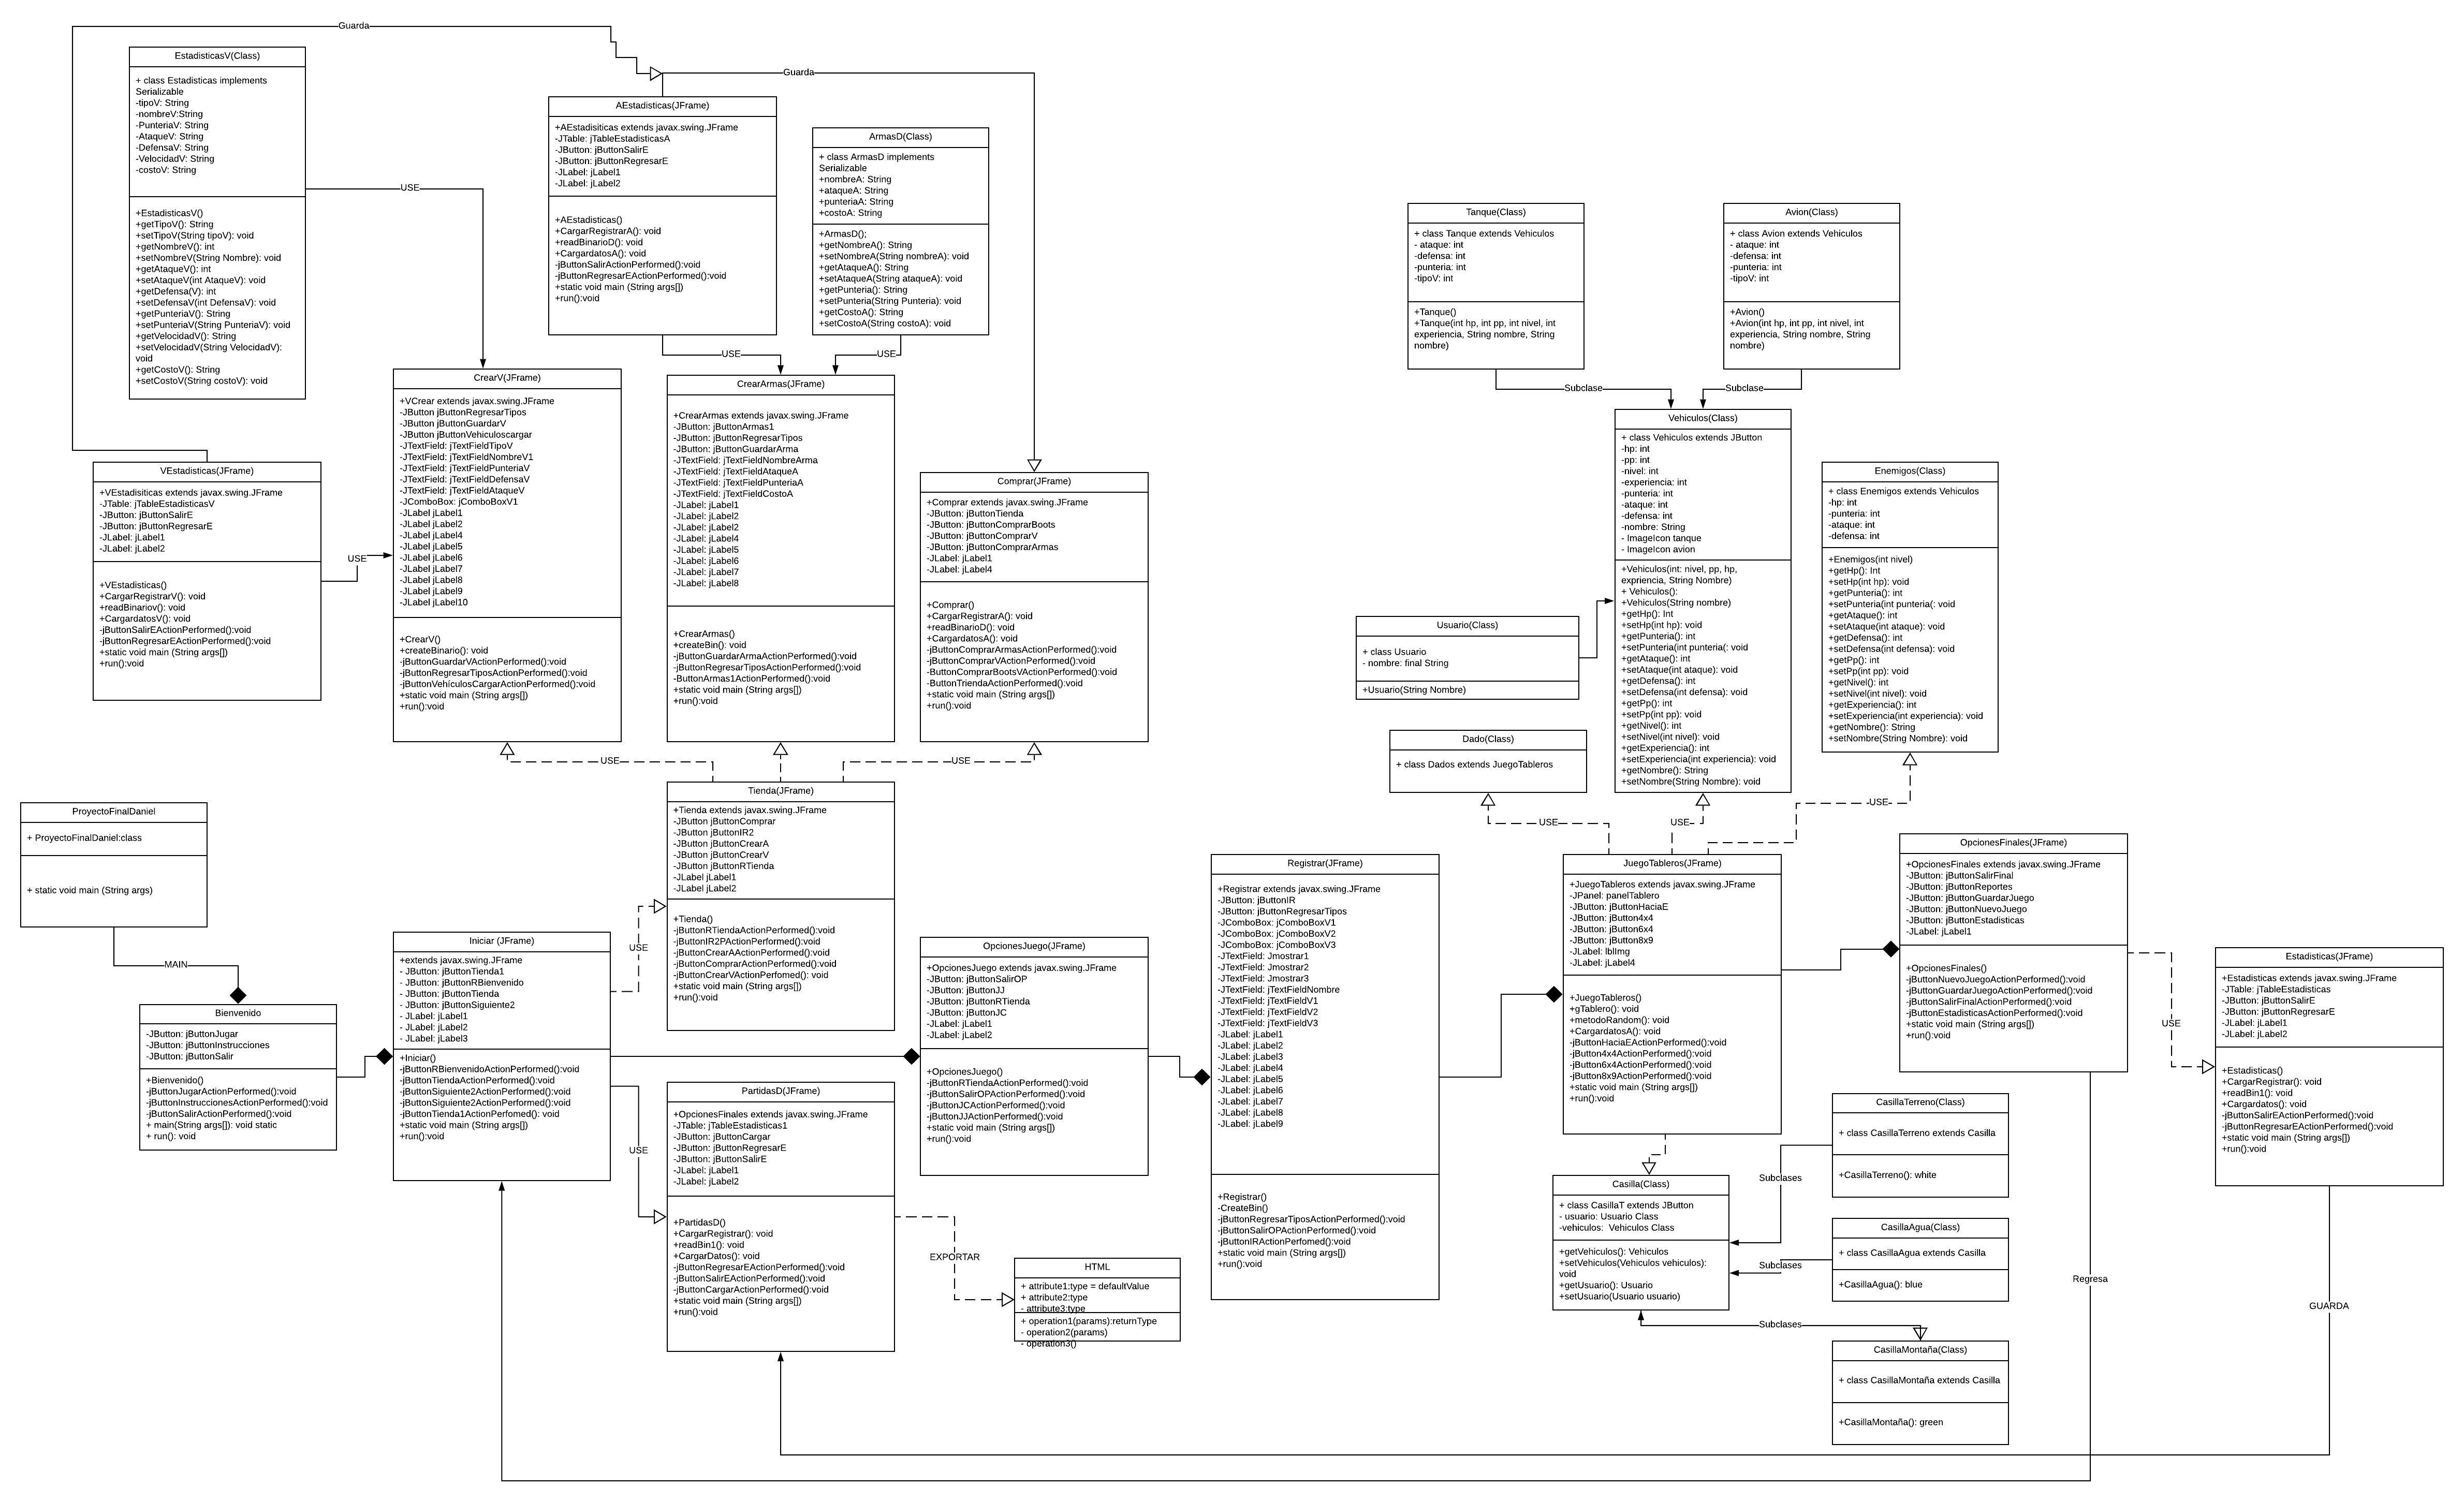 Guarda
EstadisticasV(Class)
+ class Estadisticas implements
Serializable
-tipoV: String
-nombreV:String
-PunteriaV: String
-AtaqueV: String
-DefensaV: String
-VelocidadV: String
-costoV: String
+EstadisticasV()
+getTipoV(): String
+setTipoV(String tipoV): void
+getNombreV(): int
+setNombreV(String Nombre): void
+getAtaqueV(): int
+setAtaqueV(int AtaqueV): void
+getDefensa(V): int
+setDefensaV(int DefensaV): void
+getPunteriaV(): String
+setPunteriaV(String PunteriaV): void
+getVelocidadV(): String
+setVelocidadV(String VelocidadV):
void
+getCostoV(): String
+setCostoV(String costoV): void
USE
Guarda
AEstadisticas(JFrame)
+AEstadisiticas extends javax.swing.JFrame
-JTable: jTableEstadisticasA
-JButton: jButtonSalirE
-JButton: jButtonRegresarE
-JLabel: jLabel1
-JLabel: jLabel2
+AEstadisticas()
+CargarRegistrarA(): void
+readBinarioD(): void
+CargardatosA(): void
-jButtonSalirActionPerformed():void
-jButtonRegresarEActionPerformed():void
+static void main (String args[])
+run():void
ArmasD(Class)
+ class ArmasD implements
Serializable
+nombreA: String
+ataqueA: String
+punteriaA: String
+costoA: String
+ArmasD();
+getNombreA(): String
+setNombreA(String nombreA): void
+getAtaqueA(): String
+setAtaqueA(String ataqueA): void
+getPunteria(): String
+setPunteria(String Punteria): void
+getCostoA(): String
+setCostoA(String costoA): void
USE
USE
Tanque(Class)
+ class Tanque extends Vehiculos
- ataque: int
-defensa: int
-punteria: int
-tipoV: int
+Tanque()
+Tanque(int hp, int pp, int nivel, int
experiencia, String nombre, String
nombre)
Avion(Class)
+ class Avion extends Vehiculo
- ataque: int
-defensa: int
-punteria: int
-tipoV: int
+Avion()
+Avion(int hp, int pp, int nivel, int
experiencia, String nombre, String
nombre)
Subclase
Subclase
VEstadisticas(JFrame)
+VEstadisiticas extends javax.swing.JFrame
-JTable: jTableEstadisticasV
-JButton: jButtonSalirE
-JButton: jButtonRegresarE
-JLabel: jLabel1
-JLabel: jLabel2
+VEstadisticas()
+CargarRegistrarV(): void
+readBinariov(): void
+CargardatosV(): void
-jButtonSalirEActionPerformed():void
-jButtonRegresarEActionPerformed():void
+static void main (String args[])
+run():void
USE
CrearV(JFrame)
+VCrear extends javax.swing.JFrame
-JButton jButtonRegresarTipos
-JButton jButtonGuardarV
-JButton jButtonVehiculoscargar
-JTextField: jTextFieldTipoV
-JTextField: jTextFieldNombreV1
-JTextField: jTextFieldPunteriaV
-JTextField: jTextFieldDefensaV
-JTextField: jTextFieldAtaqueV
-JComboBox: jComboBoxV1
-JLabel jLabel1
-JLabel jLabel2
-JLabel jLabel4
-JLabel jLabel5
-JLabel jLabel6
-JLabel jLabel7
-JLabel jLabel8
-JLabel jLabel9
-JLabel jLabel10
+CrearV()
+createBinario(): void
-jButtonGuardarVActionPerformed():void
-jButtonRegresarTiposActionPerformed():void
-jButtonVehículosCargarActionPerformed():void
+static void main (String args[])
+run():void
CrearArmas(JFrame)
+CrearArmas extends javax.swing.JFrame
-JButton: jButtonArmas1
-JButton: jButtonRegresarTipos
-JButton: jButtonGuardarArma
-JTextField: jTextFieldNombreArma
-JTextField: jTextFieldAtaqueA
-JTextField: jTextFieldPunteriaA
-JTextField: jTextFieldCostoA
-JLabel: jLabel1
-JLabel: jLabel2
-JLabel: jLabel2
-JLabel: jLabel4
-JLabel: jLabel5
-JLabel: jLabel6
-JLabel: jLabel7
-JLabel: jLabel8
+CrearArmas()
+createBin(): void
-jButtonGuardarArmaActionPerformed():void
-jButtonRegresarTiposActionPerformed():void
-ButtonArmas1ActionPerformed():void
+static void main (String args[])
+run():void
Comprar(JFrame)
+Comprar extends javax.swing.JFrame
-JButton: jButtonTienda
-JButton: jButtonComprarBoots
-JButton: jButtonComprarV
-JButton: jButtonComprarArmas
-JLabel: jLabel1
-JLabel: jLabel4
+Comprar()
+CargarRegistrarA(): void
+readBinarioD(): void
+CargardatosA(): void
-jButtonComprarArmasActionPerformed():void
-jButtonComprarVActionPerformed():void
-ButtonComprarBootsVActionPerformed():void
-ButtonTriendaActionPerformed():void
+static void main (String args[])
+run():void
USE
USE
Usuario(Class)
+ class Usuario
- nombre: final String
+Usuario(String Nombre)
Dado(Class)
+ class Dados extends JuegoTableros
Vehiculos(Class)
+ class Vehiculos extends JButton
-hp: int
-pp: int
-nivel: int
-experiencia: int
-punteria: int
-ataque: int
-defensa: int
-nombre: String
- ImageIcon tanque
- ImageIcon avion
+Vehiculos(int: nivel, pp, hp,
expriencia, String Nombre)
+ Vehiculos():
+Vehiculos(String nombre)
+getHp(): Int
+setHp(int hp): void
+getPunteria(): int
+setPunteria(int punteria(: void
+getAtaque(): int
+setAtaque(int ataque): void
+getDefensa(): int
+setDefensa(int defensa): void
+getPp(): int
+setPp(int pp): void
+getNivel(): int
+setNivel(int nivel): void
+getExperiencia(): int
+setExperiencia(int experiencia): void
+getNombre(): String
+setNombre(String Nombre): void
Enemigos(Class)
+ class Enemigos extends Vehiculos
-hp: int
-punteria: int
-ataque: int
-defensa: int
+Enemigos(int nivel)
+getHp(): Int
+setHp(int hp): void
+getPunteria(): int
+setPunteria(int punteria(: void
+getAtaque(): int
+setAtaque(int ataque): void
+getDefensa(): int
+setDefensa(int defensa): void
+getPp(): int
+setPp(int pp): void
+getNivel(): int
+setNivel(int nivel): void
+getExperiencia(): int
+setExperiencia(int experiencia): void
+getNombre(): String
+setNombre(String Nombre): void
USE
USE
USE
ProyectoFinalDaniel
+ ProyectoFinalDaniel:class
+ static void main (String args)
MAIN
Bienvenido
-JButton: jButtonJugar
-JButton: jButtonInstrucciones
-JButton: jButtonSalir
+Bienvenido()
-jButtonJugarActionPerformed():void
-jButtonInstruccionesActionPerformed():void
-jButtonSalirActionPerformed():void
+ main(String args[]): void static
+ run(): void
Iniciar (JFrame)
+extends javax.swing.JFrame
- JButton: jButtonTienda1
- JButton: jButtonRBienvenido
- JButton: jButtonTienda
- JButton: jButtonSiguiente2
- JLabel: jLabel1
- JLabel: jLabel2
- JLabel: jLabel3
+Iniciar()
-jButtonRBienvenidoActionPerformed():void
-jButtonTiendaActionPerformed():void
-jButtonSiguiente2ActionPerformed():void
-jButtonSiguiente2ActionPerformed():void
-jButtonTienda1ActionPerfomed(): void
+static void main (String args[])
+run():void
USE
USE
Tienda(JFrame)
+Tienda extends javax.swing.JFrame
-JButton jButtonComprar
-JButton jButtonIR2
-JButton jButtonCrearA
-JButton jButtonCrearV
-JButton jButtonRTienda
-JLabel jLabel1
-JLabel jLabel2
+Tienda()
-jButtonRTiendaActionPerformed():void
-jButtonIR2PActionPerformed():void
-jButtonCrearAActionPerformed():void
-jButtonComprarActionPerformed():void
-jButtonCrearVActionPerfomed(): void
+static void main (String args[])
+run():void
PartidasD(JFrame)
+OpcionesFinales extends javax.swing.JFrame
-JTable: jTableEstadisticas1
-JButton: jButtonCargar
-JButton: jButtonRegresarE
-JButton: jButtonSalirE
-JLabel: jLabel1
-JLabel: jLabel2
+PartidasD()
+CargarRegistrar(): void
+readBin1(): void
+CargarDatos(): void
-jButtonRegresarEActionPerformed():void
-jButtonSalirEActionPerformed():void
-jButtonCargarActionPerformed():void
+static void main (String args[])
+run():void
OpcionesJuego(JFrame)
+OpcionesJuego extends javax.swing.JFrame
-JButton: jButtonSalirOP
-JButton: jButtonJJ
-JButton: jButtonRTienda
-JButton: jButtonJC
-JLabel: jLabel1
-JLabel: jLabel2
+OpcionesJuego()
-jButtonRTiendaActionPerformed():void
-jButtonSalirOPActionPerformed():void
-jButtonJCActionPerformed():void
-jButtonJJActionPerformed():void
+static void main (String args[])
+run():void
EXPORTAR
HTML
+ attribute1:type = defaultValue
+ attribute2:type
- attribute3:type
+ operation1(params):returnType
- operation2(params)
- operation3()
Registrar(JFrame)
+Registrar extends javax.swing.JFrame
-JButton: jButtonIR
-JButton: jButtonRegresarTipos
-JComboBox: jComboBoxV1
-JComboBox: jComboBoxV2
-JComboBox: jComboBoxV3
-JTextField: Jmostrar1
-JTextField: Jmostrar2
-JTextField: Jmostrar3
-JTextField: jTextFieldNombre
-JTextField: jTextFieldV1
-JTextField: jTextFieldV2
-JTextField: jTextFieldV3
-JLabel: jLabel1
-JLabel: jLabel2
-JLabel: jLabel3
-JLabel: jLabel4
-JLabel: jLabel5
-JLabel: jLabel6
-JLabel: jLabel7
-JLabel: jLabel8
-JLabel: jLabel9
+Registrar()
-CreateBin()
-jButtonRegresarTiposActionPerformed():void
-jButtonSalirOPActionPerformed():void
-jButtonIRActionPerfomed():void
+static void main (String args[])
+run():void
JuegoTableros(JFrame)
+JuegoTableros extends javax.swing.JFrame
-JPanel: panelTablero
-JButton: jButtonHaciaE
-JButton: jButton4x4
-JButton: jButton6x4
-JButton: jButton8x9
-JLabel: lblImg
-JLabel: jLabel4
+JuegoTableros()
+gTablero(): void
+metodoRandom(): void
+CargardatosA(): void
-jButtonHaciaEActionPerformed():void
-jButton4x4ActionPerformed():void
-jButton6x4ActionPerformed():void
-jButton8x9ActionPerformed():void
+static void main (String args[])
+run():void
Casilla(Class)
+ class CasillaT extends JButton
- usuario: Usuario Class
-vehiculos: Vehiculos Class
+getVehiculos(): Vehiculos
+setVehiculos(Vehiculos vehiculos):
void
+getUsuario(): Usuario
+setUsuario(Usuario usuario)
Subclases
Subclases
Subclases
CasillaTerreno(Class)
+ class CasillaTerreno extends Casilla
+CasillaTerreno(): white
CasillaAgua(Class)
+ class CasillaAgua extends Casilla
+CasillaAgua(): blue
CasillaMontaña(Class)
+ class CasillaMontaña extends Casilla
+CasillaMontaña(): green
OpcionesFinales(JFrame)
+OpcionesFinales extends javax.swing.JFrame
-JButton: jButtonSalirFinal
-JButton: jButtonReportes
-JButton: jButtonGuardarJuego
-JButton: jButtonNuevoJuego
-JButton: jButtonEstadisticas
-JLabel: jLabel1
+OpcionesFinales()
-jButtonNuevoJuegoActionPerformed():void
-jButtonGuardarJuegoActionPerformed():void
-jButtonSalirFinalActionPerformed():void
-jButtonEstadisticasActionPerformed():void
+static void main (String args[])
+run():void
USE
Regresa
Estadisticas(JFrame)
+Estadisticas extends javax.swing.JFrame
-JTable: jTableEstadisticas
-JButton: jButtonSalirE
-JButton: jButtonRegresarE
-JLabel: jLabel1
-JLabel: jLabel2
+Estadisticas()
+CargarRegistrar(): void
+readBin1(): void
+Cargardatos(): void
-jButtonSalirEActionPerformed():void
-jButtonRegresarEActionPerformed():void
+static void main (String args[])
+run():void
GUARDA